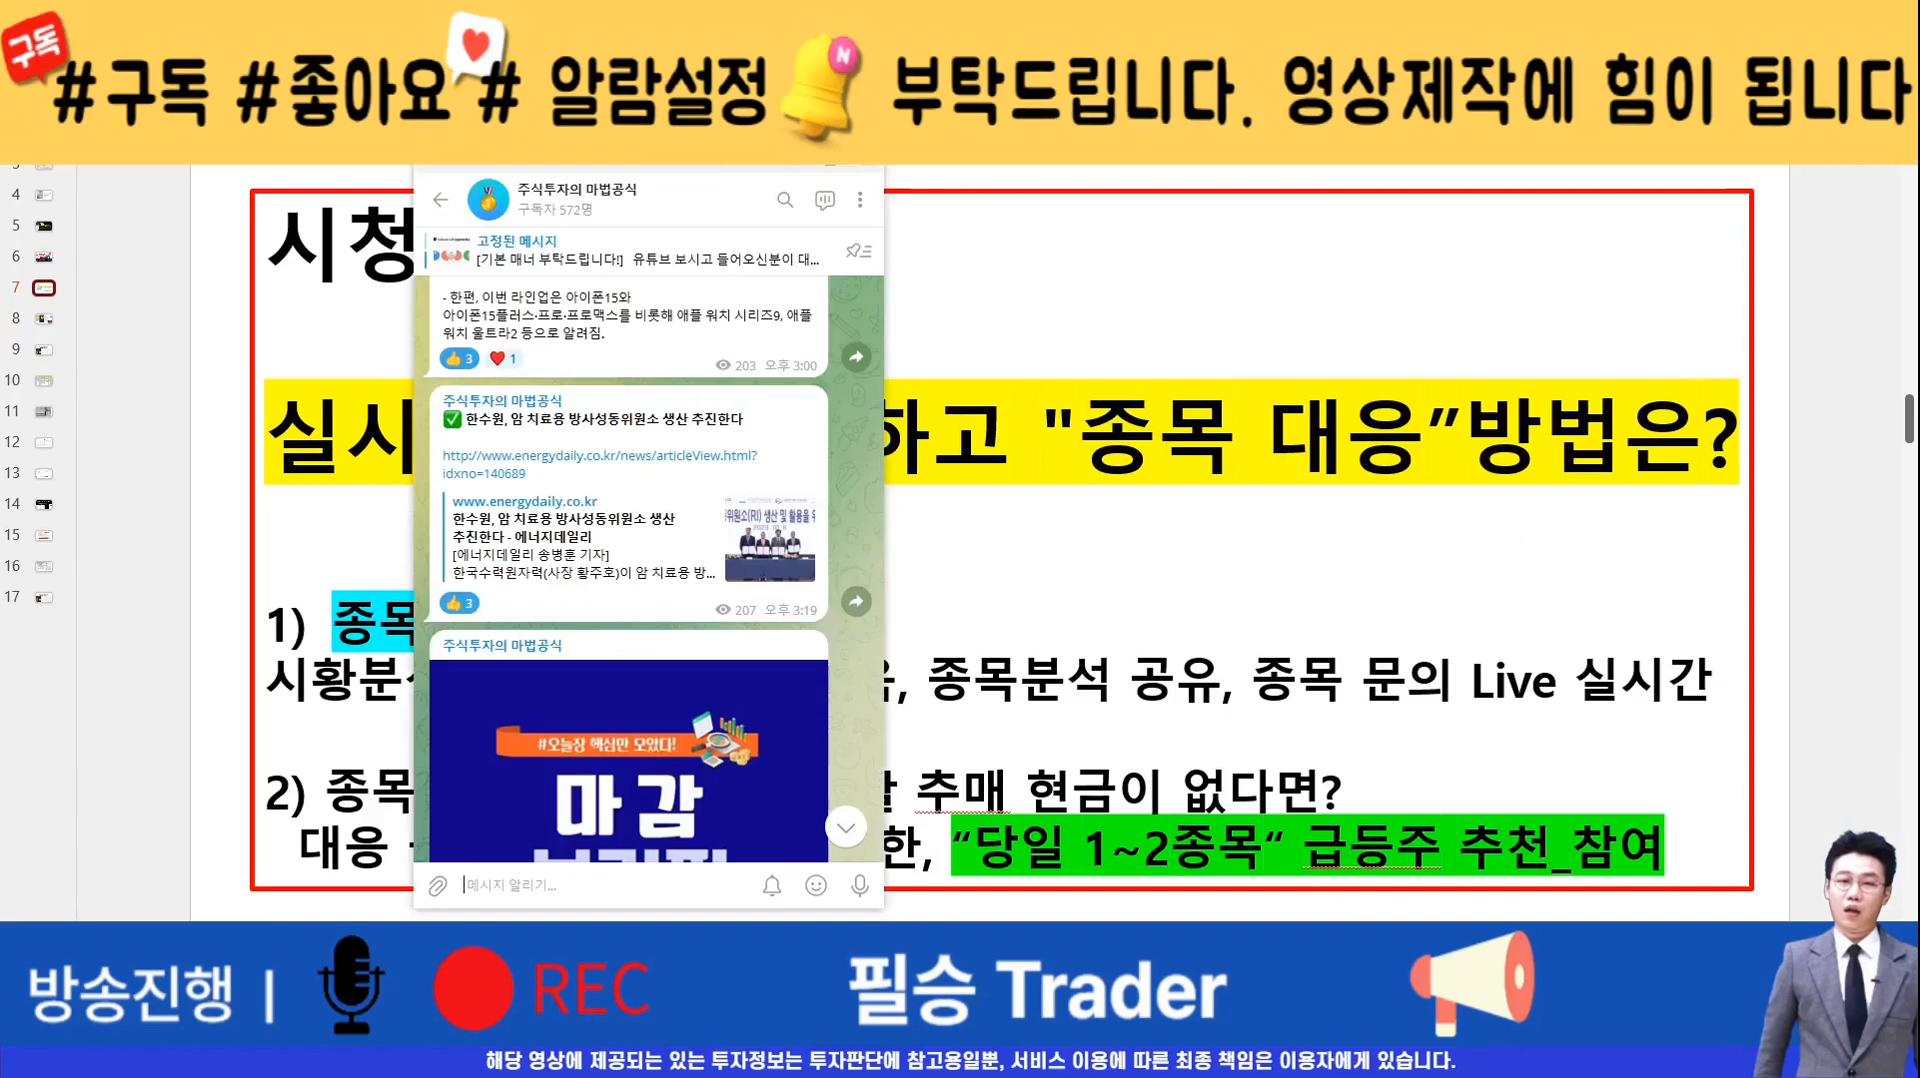 구독
#구독 #좋아요 # 알람설정 부탁드립니다. 영상제작에 힘이 됩니다
N
4
5
6
7
8
9
10
11
12
13
14
15
16
17
주식투자의 마법공식
구독자 572명
고정된 메시지
[기본 매너 부탁드립니다!] 유튜브 보시고 들어오신분이 대...
- 한편, 이번 라인업은 아이폰15와
아이폰15플러스·프로·프로맥스를 비롯해 애플 워치 시리즈9, 애플
워치 울트라2 등으로 알려짐.
3 1
203 오후 3:00
주식투자의 마법공식
한수원, 암 치료용 방사성동위원소 생산 추진한다
http://www.energydaily.co.kr/news/articleView.html?
idxno=140689
www.energydaily.co.kr
한수원, 암 치료용 방사성동위원소 생산
추진한다 - 에너지데일리
[에너지데일리 송병훈 기자]
한국수력원자력(사장 황주호)이 암 치료용 방...
3
207 오후 3:19
주식투자의 마법공식
#오늘장 핵심만 모았다!
마감
메시지 알리기...
시청
실시 하고 "종목 대응”방법은?
1) 종목
시황분 , 종목분석 공유, 종목 문의 Live 실시간
2) 종목 추매 현금이 없다면?
대응 한, “당일 1~2종목“ 급등주 추천_참여
방송진행 | REC 필승 Trader
해당 영상에 제공되는 있는 투자정보는 투자판단에 참고용일뿐, 서비스 이용에 따른 최종 책임은 이용자에게 있습니다.